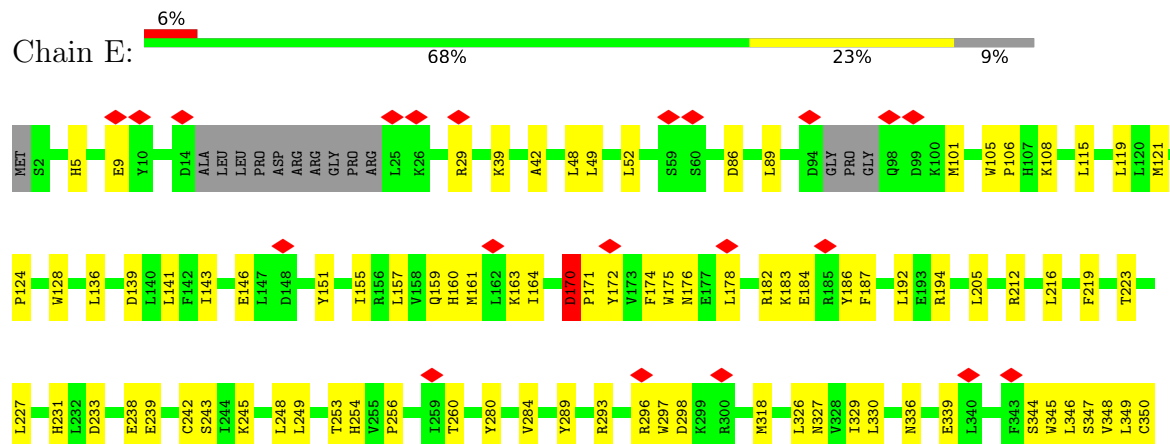 6%
Chain E:
68% 23% 9%
MET S2 H5 E9 Y10 D14 ALA LEU LEU PRO ASP ARG ARG GLY PRO ARG L25 K26 R29 K39 A42 L48 L49 L52 S59 S60 D86 L89 D94 GLY PRO GLY Q98 D99 K100 M101 W105 P106 H107 K108 L115 L119 L120 M121
P124 W128 L136 D139 L140 L141 F142 I143 E146 L147 D148 Y151 I155 R156 L157 V158 Q159 H160 M161 L162 K163 I164 D170 P171 Y172 V173 F174 W175 N176 E177 L178 R182 K183 E184 R185 Y186 F187 L192 E193 R194 L205 R212 L216 F219 T223
L227 H231 L232 D233 E238 E239 C242 S243 I244 K245 L248 L249 T253 H254 V255 P256 I259 T260 Y280 V284 Y289 R293 R296 W297 D298 K299 R300 M318 L326 N327 V328 I329 L330 N336 E339 L340 F343 S344 W345 L346 S347 V348 L349 C350